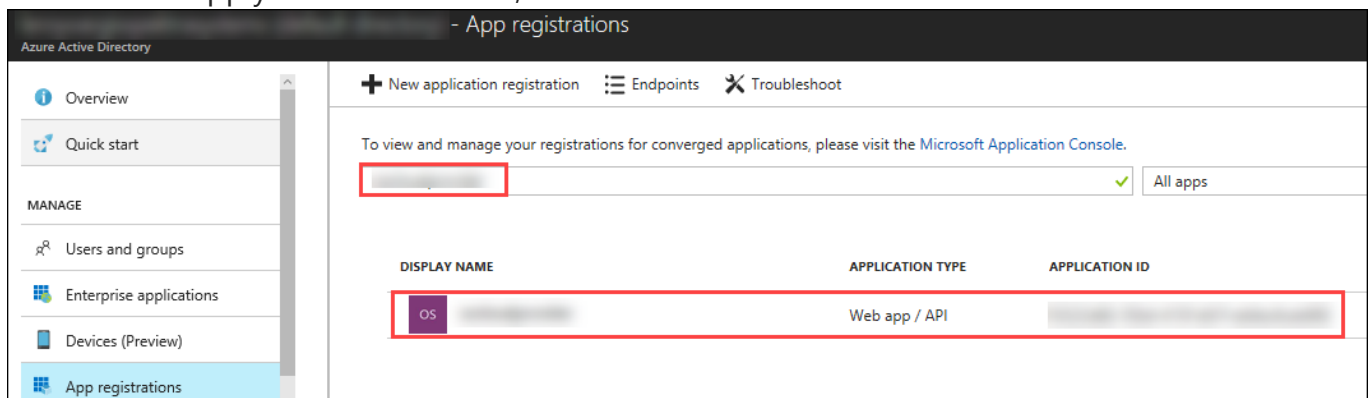 apply
- App registrations
Azure Active Directory
Overview
Quick start
MANAGE
Users and groups
Enterprise applications
Devices (Preview)
App registrations
New application registration Endpoints Troubleshoot
To view and manage your registrations for converged applications, please visit the Microsoft Application Console.
All apps
DISPLAY NAME APPLICATION TYPE APPLICATION ID
OS Web app / API